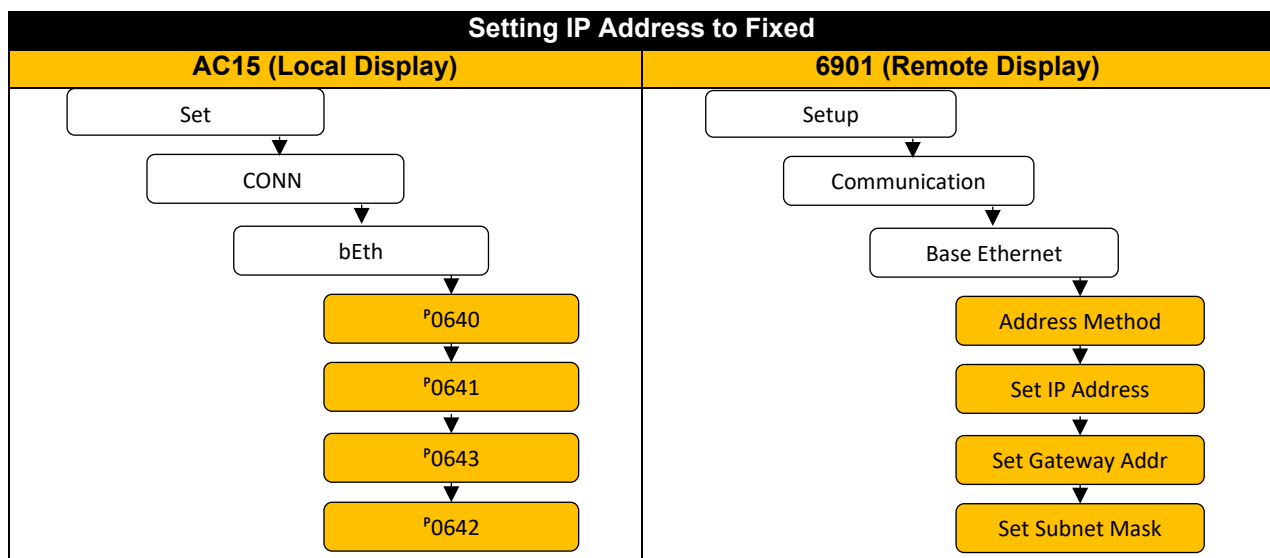 Setting IP Address to Fixed
AC15 (Local Display)
6901 (Remote Display)
Set
CONN
bEth
ᴾ0640
ᴾ0641
ᴾ0643
ᴾ0642
Setup
Communication
Base Ethernet
Address Method
Set IP Address
Set Gateway Addr
Set Subnet Mask